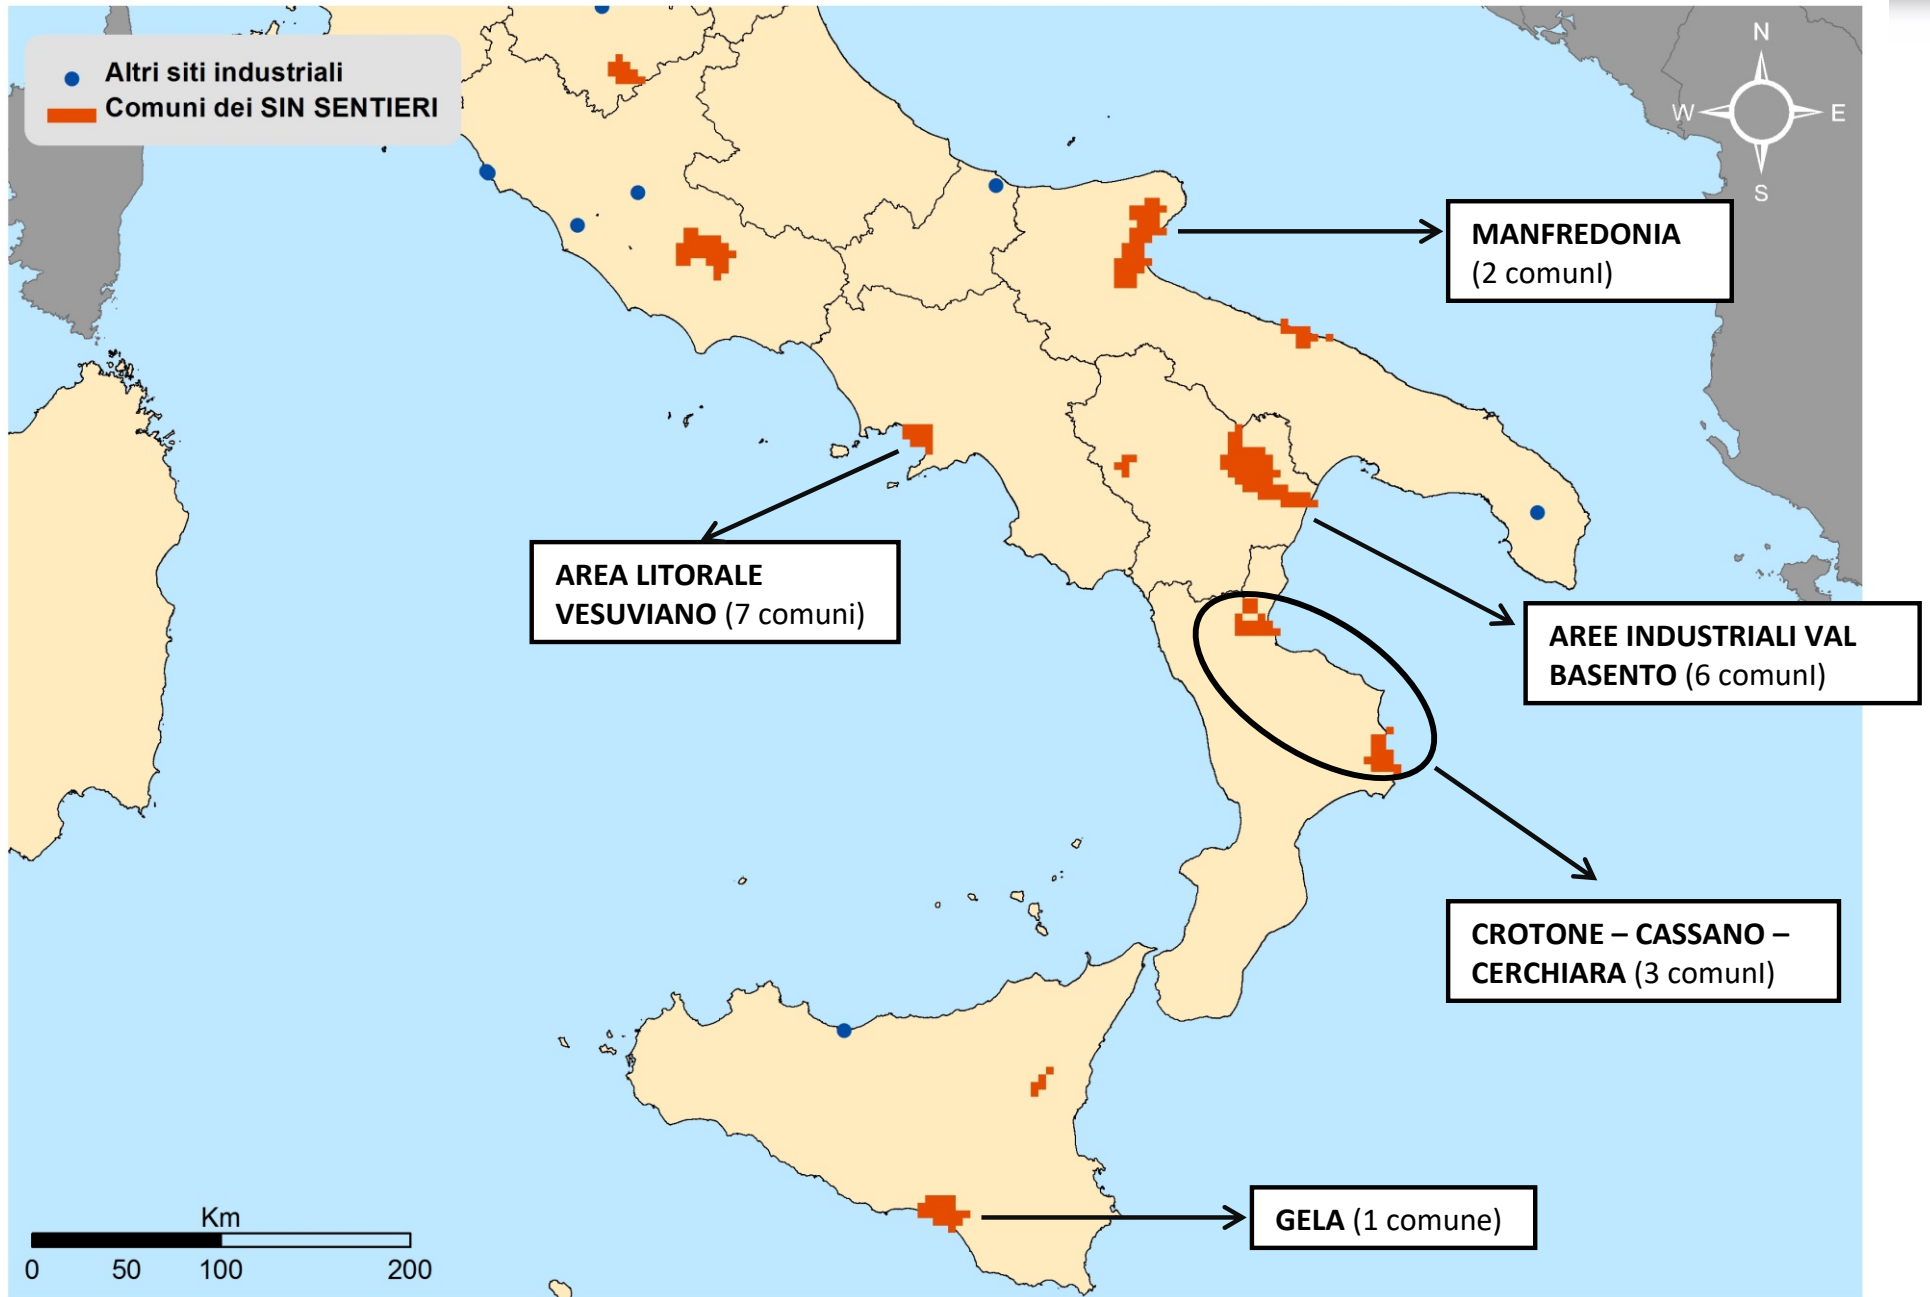 Altri siti industriali
Comuni dei SIN SENTIERI
N
W
E
S
MANFREDONIA
(2 comunI)
AREA LITORALE
VESUVIANO (7 comuni)
AREE INDUSTRIALI VAL
BASENTO (6 comunI)
CROTONE – CASSANO –
CERCHIARA (3 comunI)
GELA (1 comune)
Km
0 50 100 200